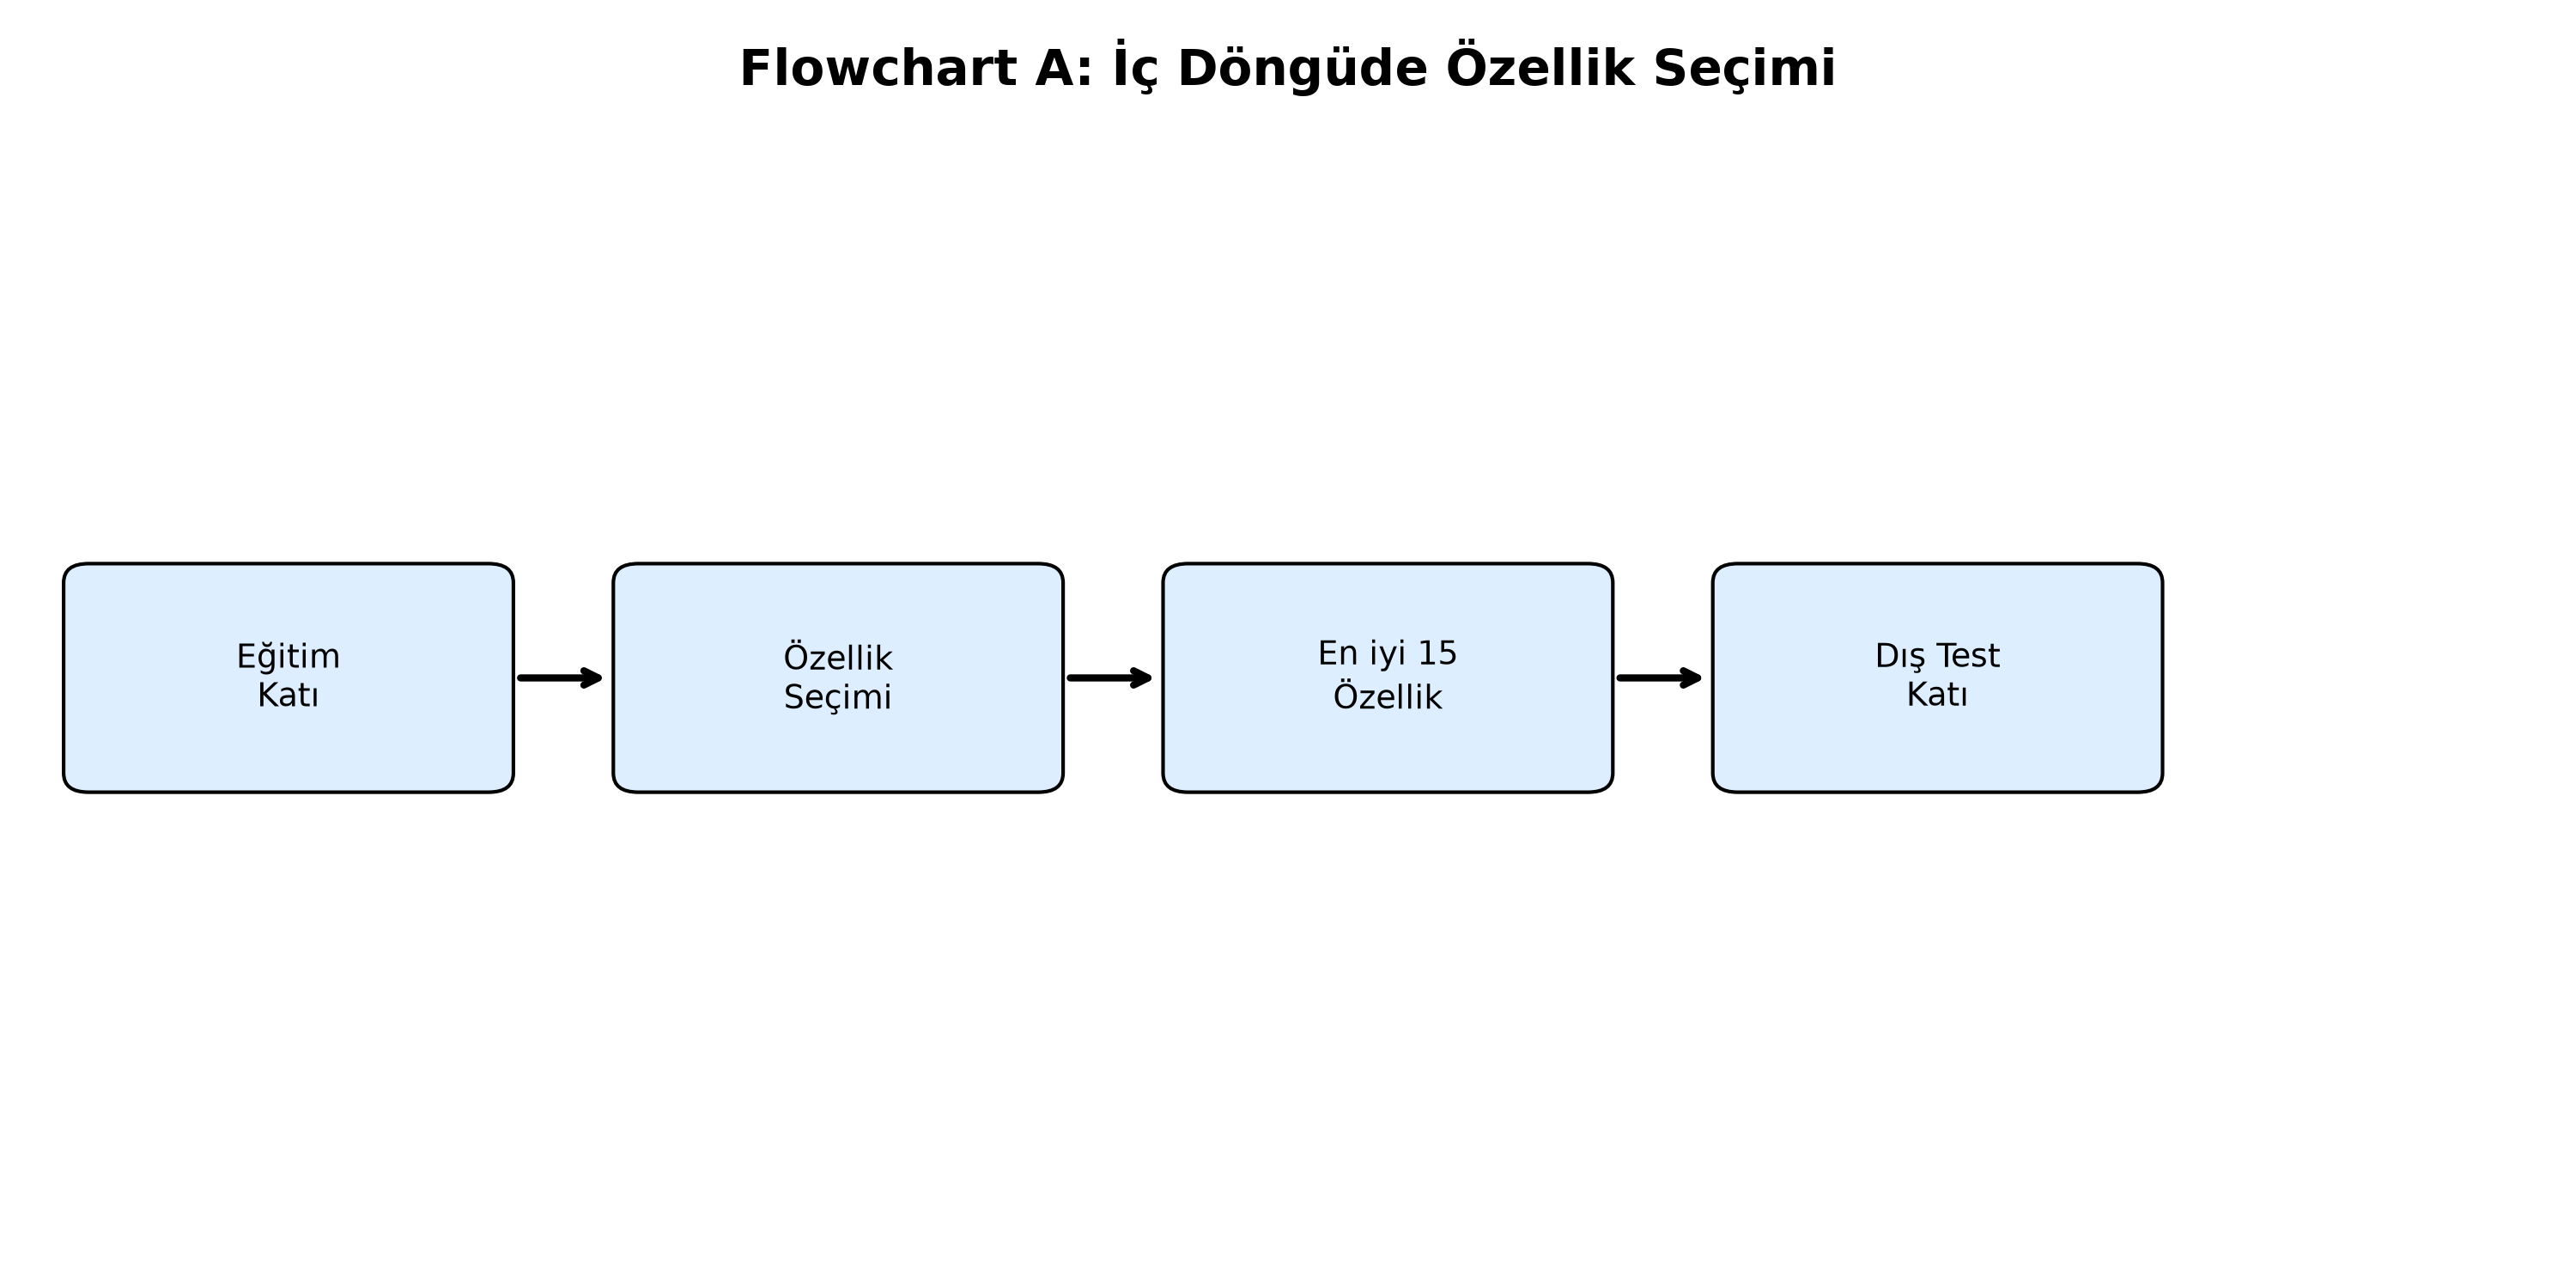 Flowchart A: İç Döngüde Özellik Seçimi
Eğitim
Katı
Özellik
Seçimi
En iyi 15
Özellik
Dış Test
Katı